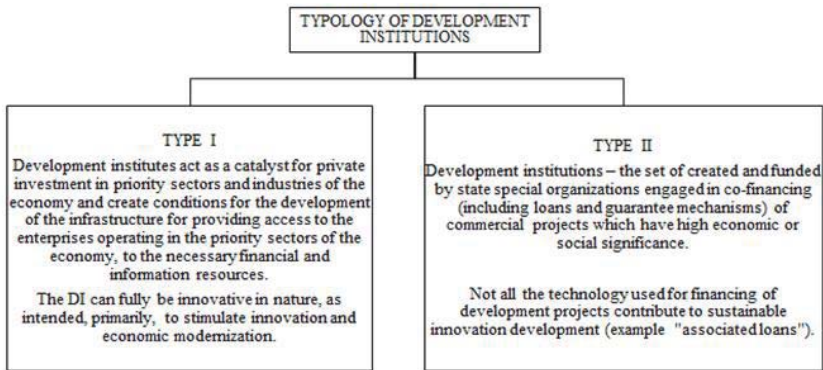 TYPOLOGY OF DEVELOPMENT
INSTITUTIONS
TYPE I
Development institutes act as a catalyst for private
investment in priority sectors and industries of the
economy and create conditions for the development
of the infrastructure for providing access to the
enterprises operating in the priority sectors of the
economy, to the necessary financial and
information resources.
The DI can fully be innovative in nature, as
intended, primarily, to stimulate innovation and
economic modernization.
TYPE II
Development institutions – the set of created and funded
by state special organizations engaged in co-financing
(including loans and guarantee mechanisms) of
commercial projects which have high economic or
social significance.
Not all the technology used for financing of
development projects contribute to sustainable
innovation development (example "associated loans").